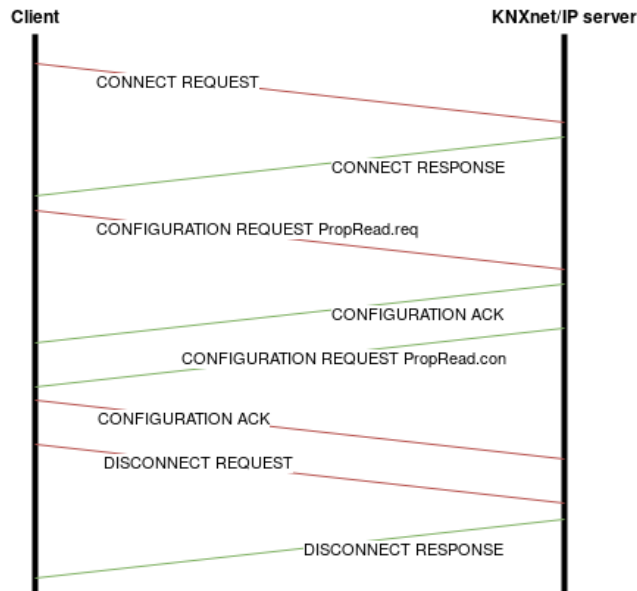 Client
KNXnet/IP server
CONNECT REQUEST
CONNECT RESPONSE
CONFIGURATION REQUEST PropRead.req
CONFIGURATION ACK
CONFIGURATION REQUEST PropRead.con
CONFIGURATION ACK
DISCONNECT REQUEST
DISCONNECT RESPONSE